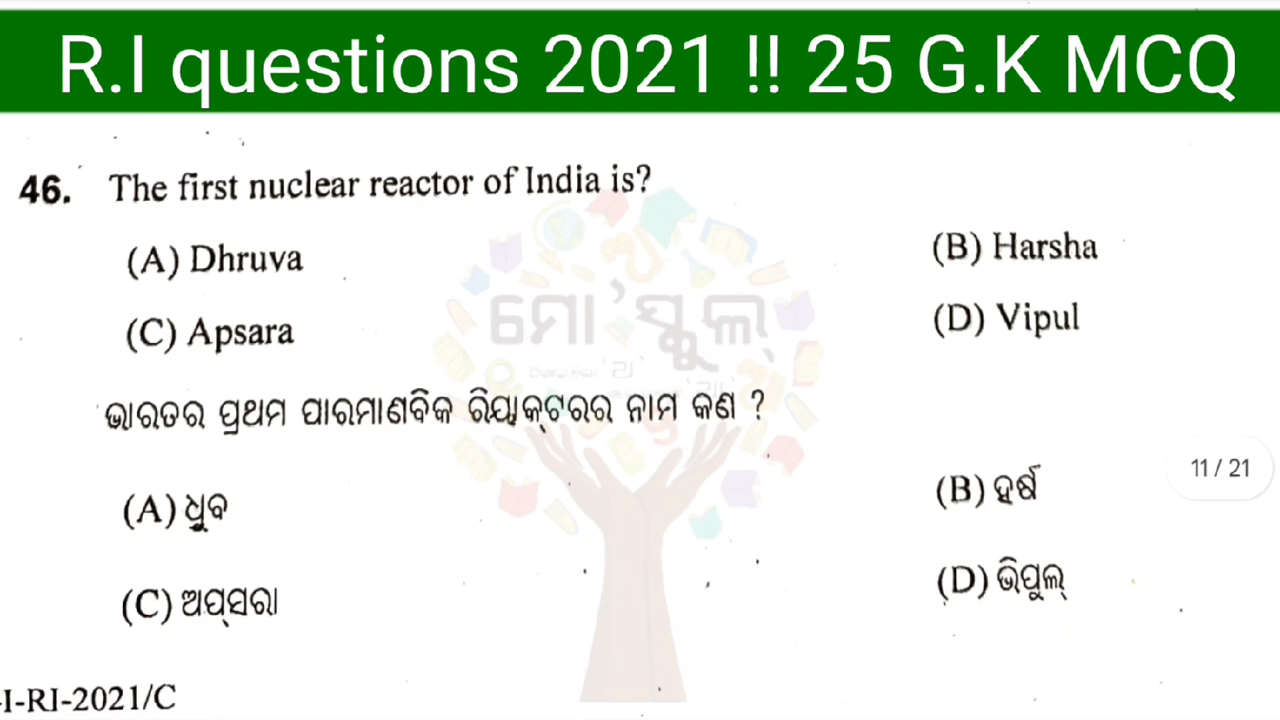 R.I questions 2021 !! 25 G.K MCQ
46. The first nuclear reactor of India is?
(A) Dhruva (B) Harsha
(C) Apsara (D) Vipul
ମୋ'ସ୍କୁଲ୍
ଭାରତର ପ୍ରଥମ ପାରମାଣବିକ ରିୟାକ୍ଟରର ନାମ କଣ ?
11 / 21
(A) ଧ୍ରୁବ (B) ହର୍ଷ
(C) ଅପ୍ସରା (D) ଭିପୁଲ୍
-I-RI-2021/C